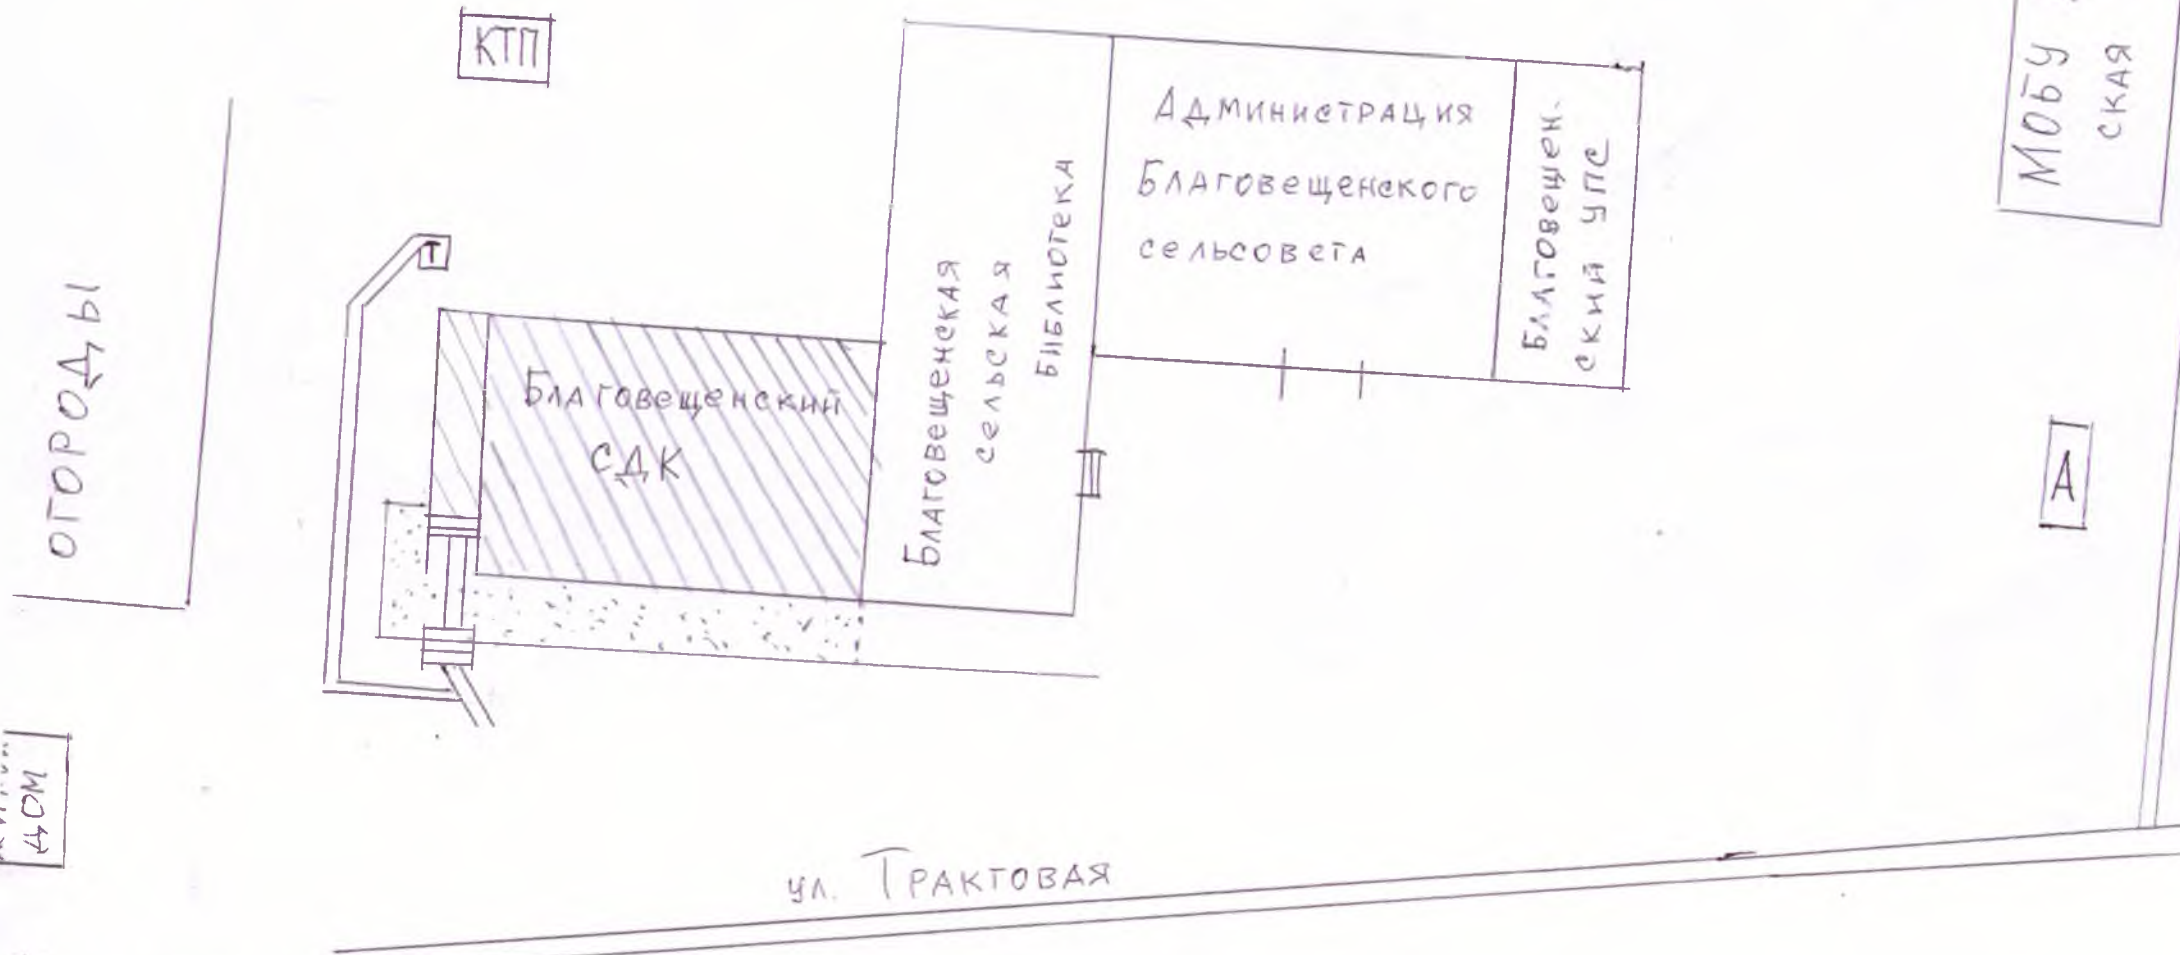 КТП
ОГОРОДЫ
Т
Благовещенский
СДК
Благовещенская
сельская
библиотека
Администрация
Благовещенского
сельсовета
Благовещен-
ский УПС
МОБУ
ская
А
дом
ул. Трактовая